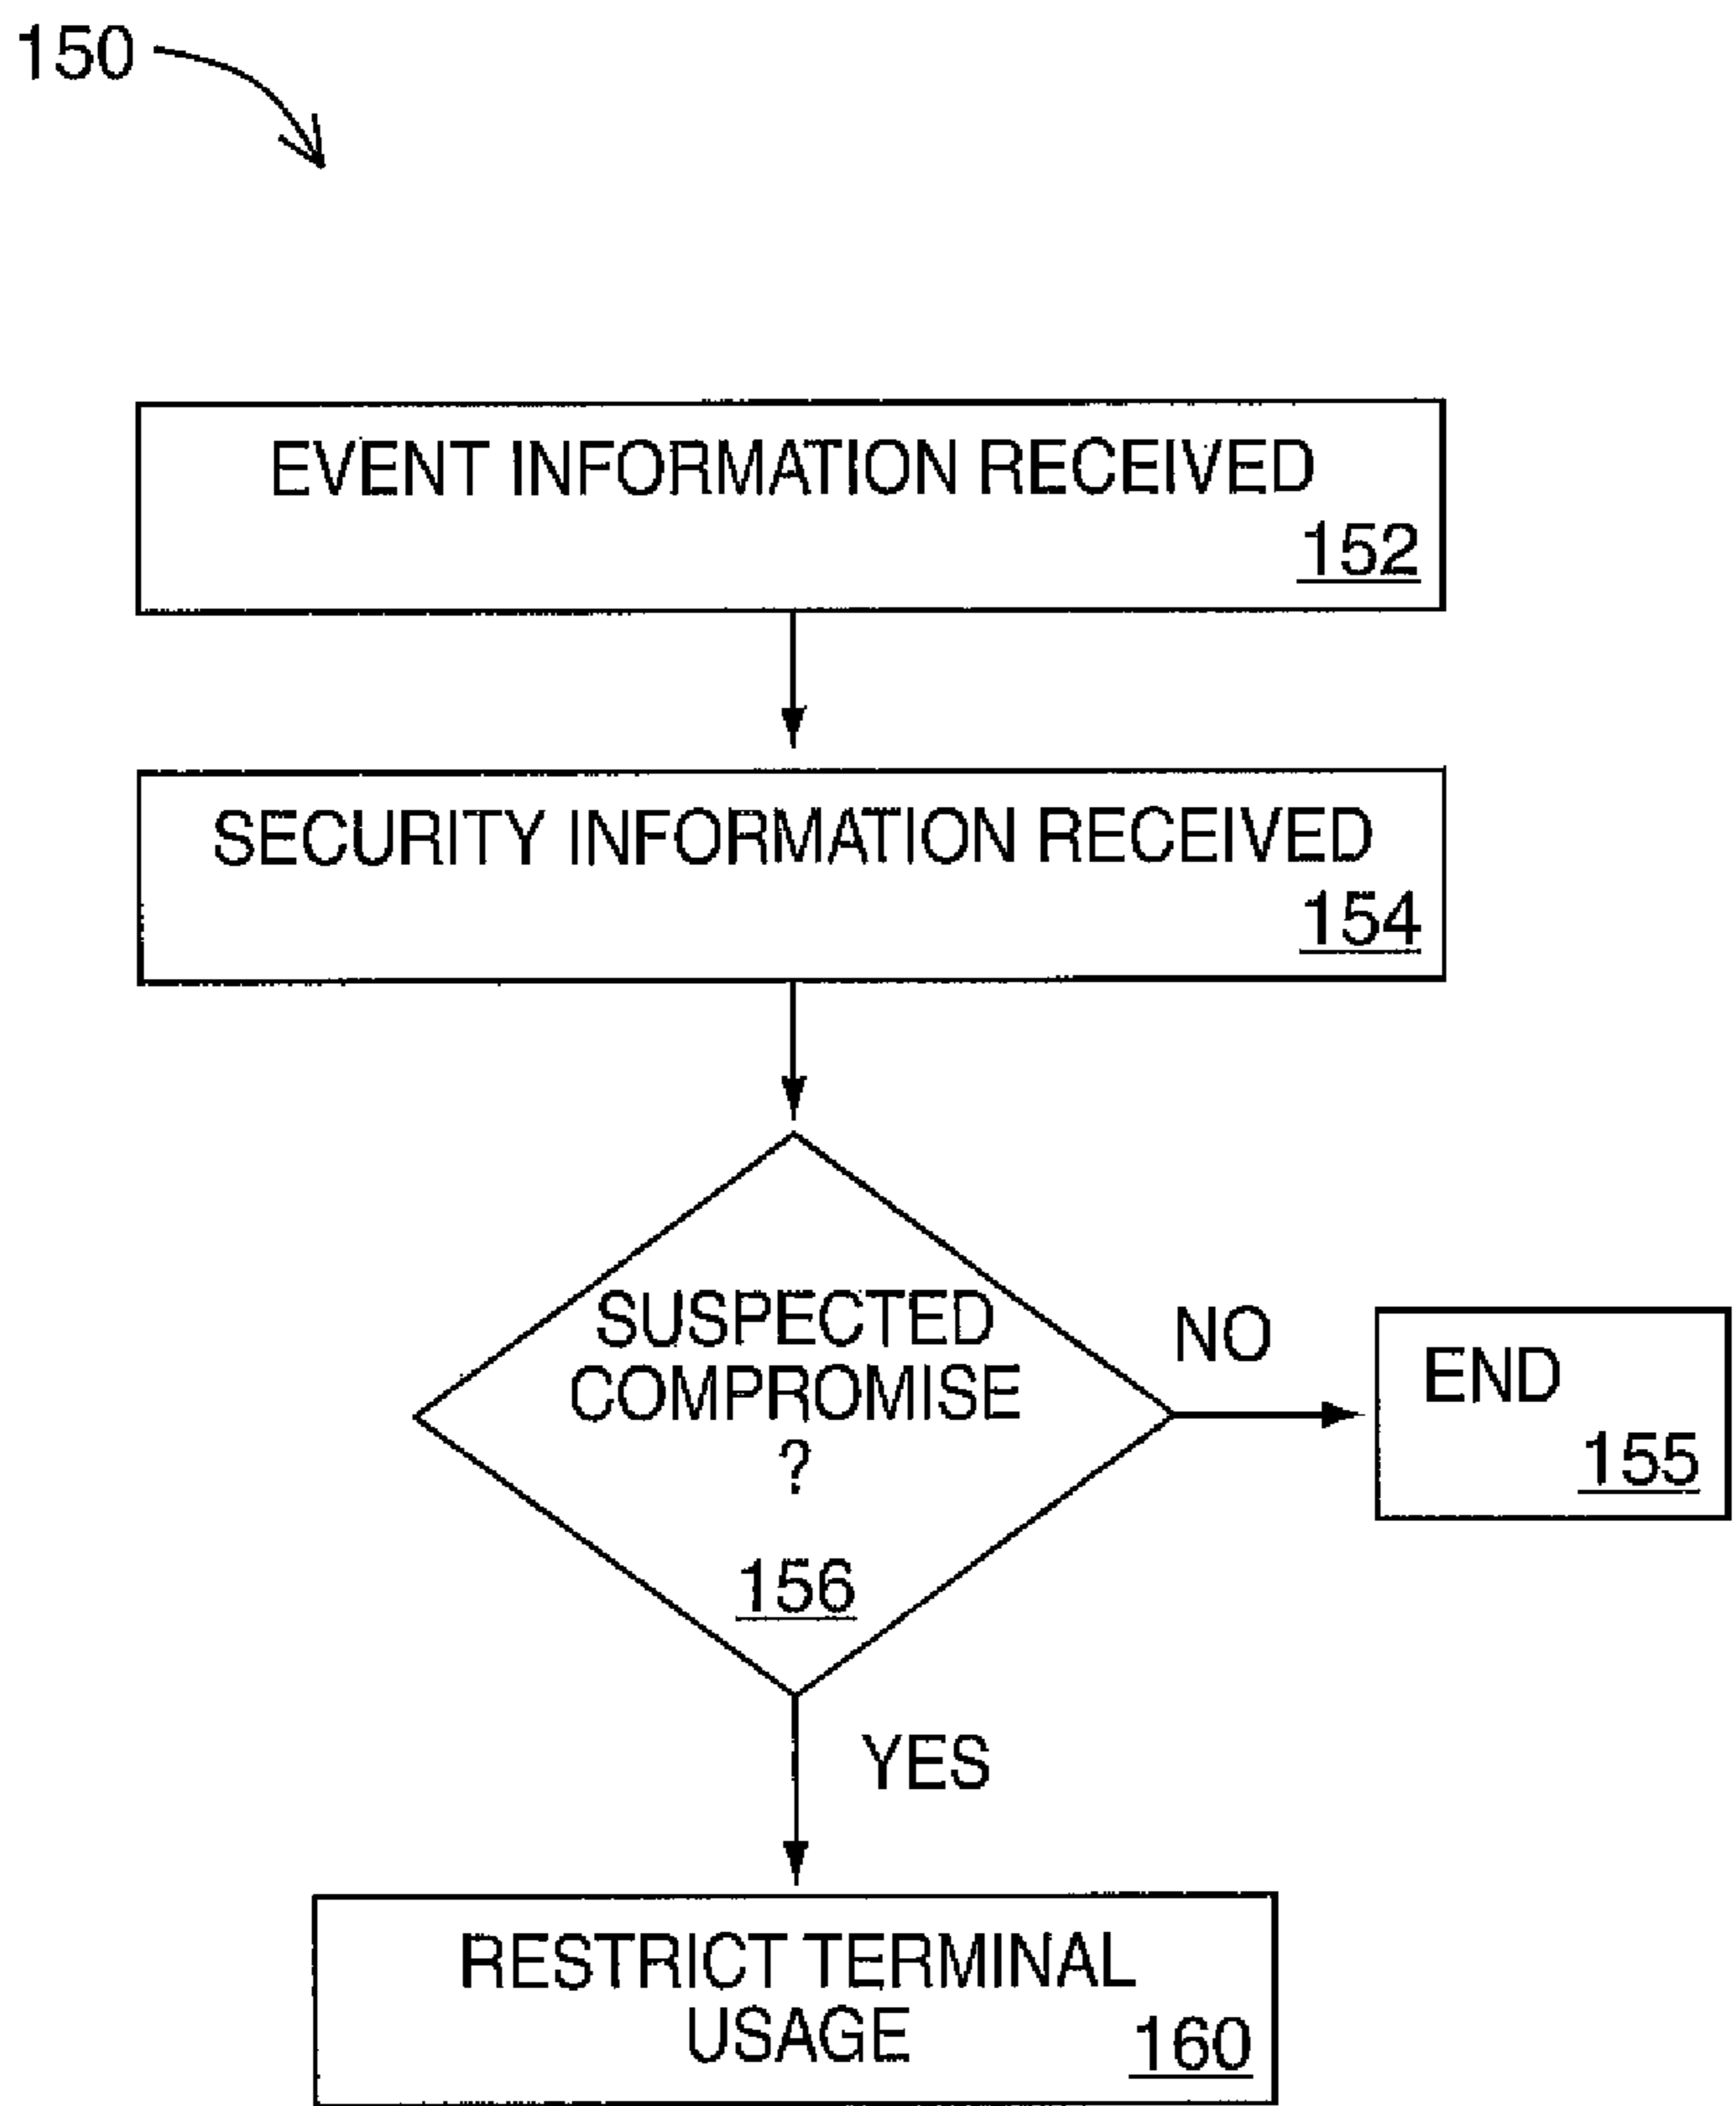 150
EVENT INFORMATION RECEIVED
152
SECURITY INFORMATION RECEIVED
154
SUSPECTED
COMPROMISE
?
156
NO
END
155
YES
RESTRICT TERMINAL
USAGE
160